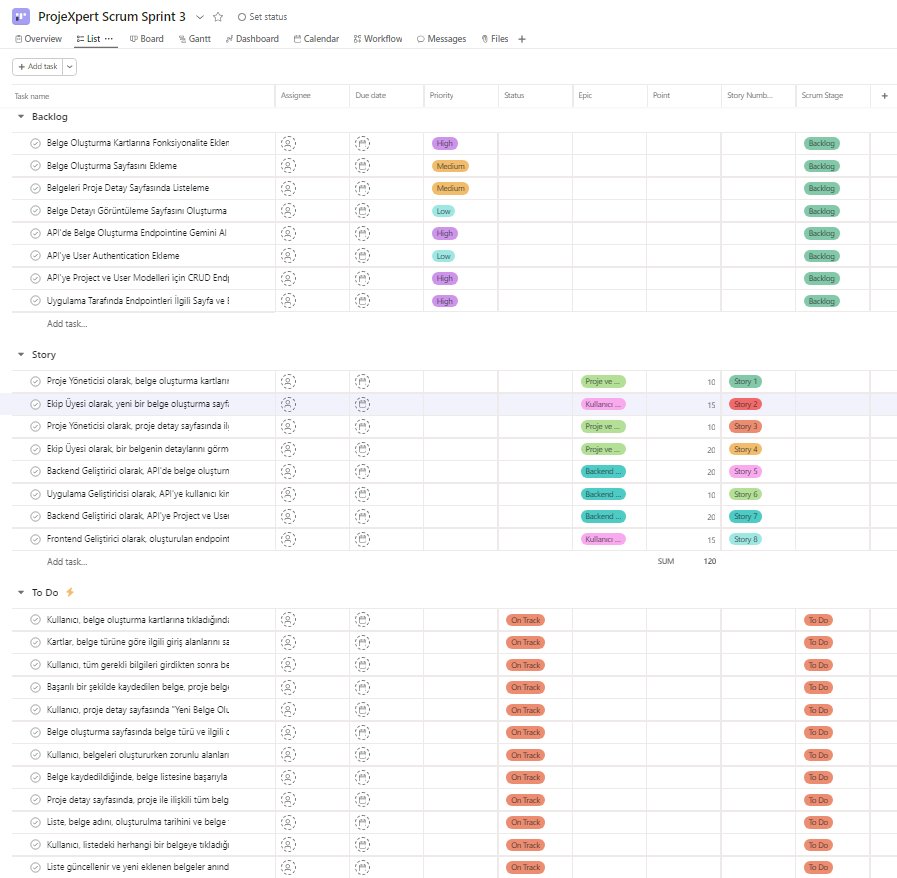 ProjeXpert Scrum Sprint 3 Set status
Overview List Board Gantt Dashboard Calendar Workflow Messages Files
Add task
Task name Assignee Due date Priority Status Epic Point Story Numb... Scrum Stage
Backlog
Belge Oluşturma Kartlarına Fonksiyonalite Ekler High Backlog
Belge Oluşturma Sayfasını Ekleme Medium Backlog
Belgeleri Proje Detay Sayfasında Listeleme Medium Backlog
Belge Detayı Görüntüleme Sayfasını Oluşturma Low Backlog
API'de Belge Oluşturma Endpointine Gemini AI High Backlog
API'ye User Authentication Ekleme Low Backlog
API'ye Project ve User Modelleri için CRUD High Backlog
Uygulama Tarafında Endpointleri İlgili Sayfa ve High Backlog
Add task...
Story
Proje Yöneticisi olarak, belge oluşturma kartların Proje ve ... 10 Story 1
Ekip Üyesi olarak, yeni bir belge oluşturma sayfa Kullanıcı ... 15 Story 2
Proje Yöneticisi olarak, proje detay sayfasında Proje ve ... 10 Story 3
Ekip Üyesi olarak, bir belgenin detaylarını görm Proje ve ... 20 Story 4
Backend Geliştirici olarak, API'de belge oluşturm Backend ... 20 Story 5
Uygulama Geliştiricisi olarak, API'ye kullanıcı kim Backend ... 10 Story 6
Backend Geliştirici olarak, API'ye Project ve User Backend ... 20 Story 7
Frontend Geliştirici olarak, oluşturulan endpoint Kullanıcı ... 15 Story 8
Add task... SUM 120
To Do
Kullanıcı, belge oluşturma kartlarına tıkladığında On Track To Do
Kartlar, belge türüne göre ilgili giriş alanlarını sa On Track To Do
Kullanıcı, tüm gerekli bilgileri girdikten sonra be On Track To Do
Başarılı bir şekilde kaydedilen belge, proje belge On Track To Do
Kullanıcı, proje detay sayfasında "Yeni Belge Olu On Track To Do
Belge oluşturma sayfasında belge türü ve ilgili On Track To Do
Kullanıcı, belgeleri oluştururken zorunlu alanları On Track To Do
Belge kaydedildiğinde, belge listesine başarıyla On Track To Do
Proje detay sayfasında, proje ile ilişkili tüm belg On Track To Do
Liste, belge adını, oluşturulma tarihini ve belge On Track To Do
Kullanıcı, listedeki herhangi bir belgeye tıkladığı On Track To Do
Liste güncellenir ve yeni eklenen belgeler anınd On Track To Do